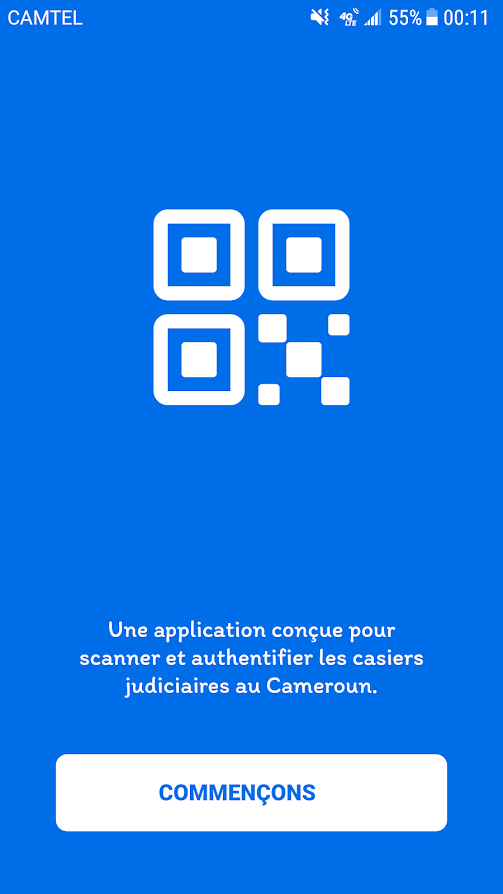 CAMTEL 4G LTE 55% 00:11
Une application conçue pour
scanner et authentifier les casiers
judiciaires au Cameroun.
COMMENÇONS